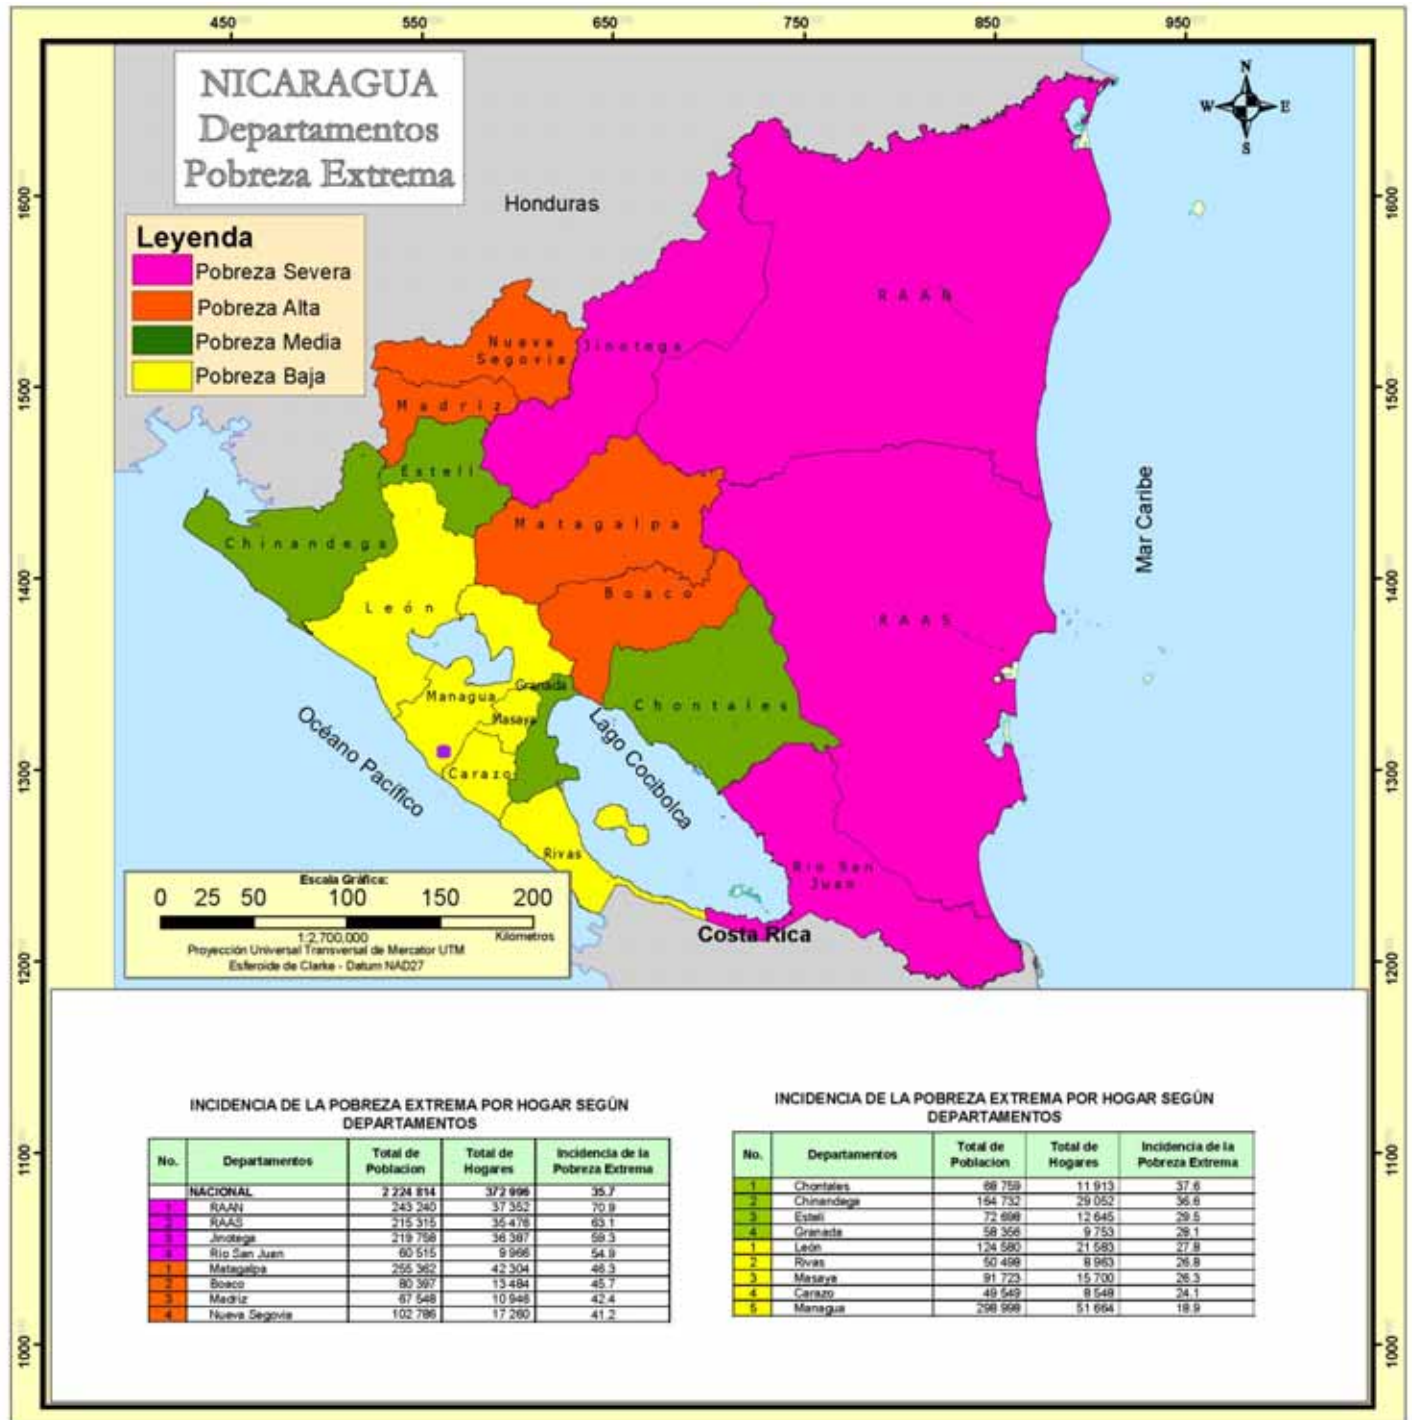 450 550 650 750 850 950
NICARAGUA
Departamentos
Pobreza Extrema
N
W E
S
Leyenda
Pobreza Severa
Pobreza Alta
Pobreza Media
Pobreza Baja
Honduras
RAAN
Nueva
Segovia
Jinotega
Madriz
Estelí
Matagalpa
Chinandega
Boaco
León
RAAS
Granada
Managua
Chontales
Masaya
Carazo
Rivas
Río San
Juan
Mar Caribe
Océano Pacífico
Lago Cocibolca
Costa Rica
1600 1600
1500 1500
1400 1400
1300 1300
1200 1200
1100 1100
1000 1000
Escala Gráfica:
0 25 50 100 150 200
1:2,700,000 Kilómetros
Proyección Universal Transversal de Mercator UTM
Esferoide de Clarke - Datum NAD27
INCIDENCIA DE LA POBREZA EXTREMA POR HOGAR SEGÚN
DEPARTAMENTOS
No. Departamentos Total de Poblacion Total de Hogares Incidencia de la Pobreza Extrema
NACIONAL 2 224 814 372 996 35.7
1 RAAN 243 240 37 352 70.9
2 RAAS 215 315 35 476 63.1
3 Jinotega 219 758 36 387 59.3
4 Río San Juan 60 515 9 966 54.9
1 Matagalpa 255 362 42 304 46.3
2 Boaco 80 397 13 484 45.7
3 Madriz 67 548 10 946 42.4
4 Nueva Segovia 102 786 17 260 41.2
INCIDENCIA DE LA POBREZA EXTREMA POR HOGAR SEGÚN
DEPARTAMENTOS
No. Departamentos Total de Poblacion Total de Hogares Incidencia de la Pobreza Extrema
1 Chontales 68 759 11 913 37.6
2 Chinandega 164 732 29 052 36.6
3 Estelí 72 698 12 645 29.5
4 Granada 58 356 9 753 28.1
1 León 124 580 21 583 27.8
2 Rivas 50 498 8 963 26.8
3 Masaya 91 723 15 700 26.3
4 Carazo 49 549 8 548 24.1
5 Managua 298 998 51 664 18.9